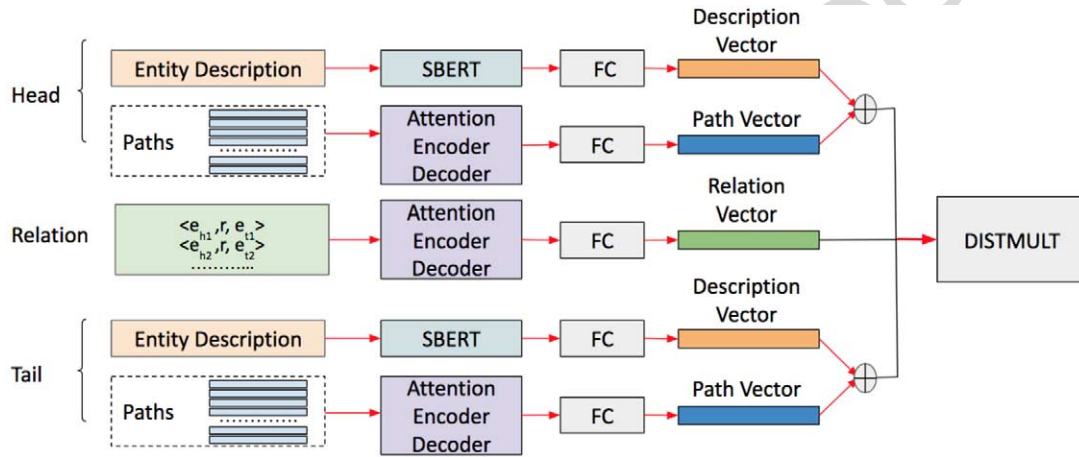 Description
Vector
Entity Description
SBERT
FC
Head
Paths
Attention
Encoder
Decoder
FC
Path Vector
Relation
<e_h1 ,r, e_t1>
<e_h2 ,r, e_t2>
Attention
Encoder
Decoder
FC
Relation
Vector
DISTMULT
Description
Vector
Entity Description
SBERT
FC
Tail
Paths
Attention
Encoder
Decoder
FC
Path Vector